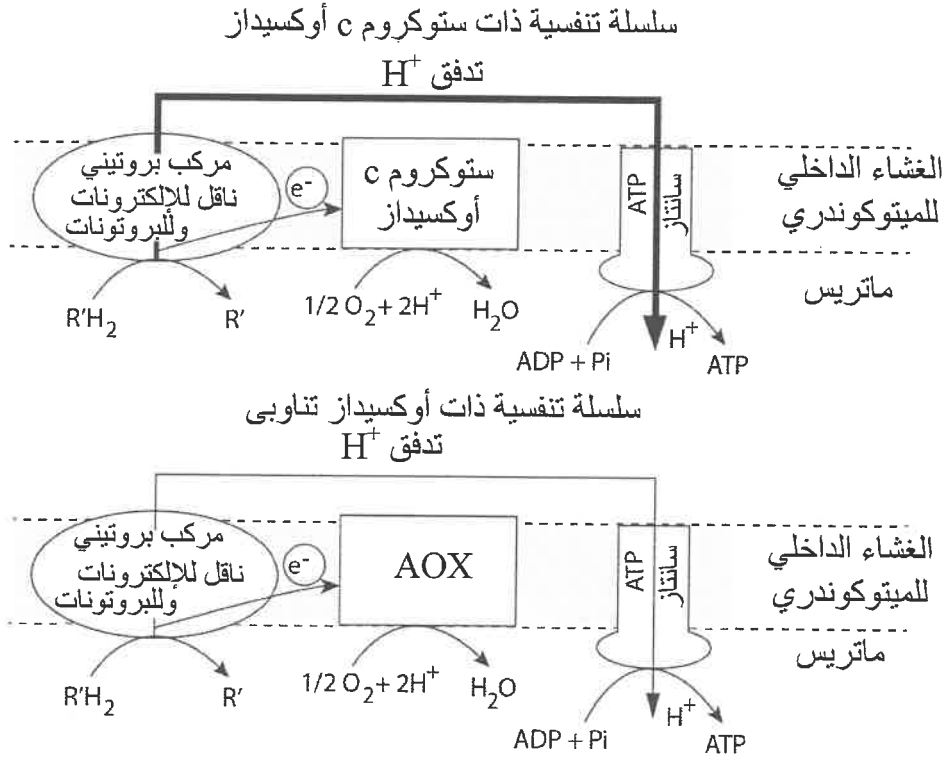 سلسلة تنفسية ذات ستوكروم c أوكسيداز
تدفق H⁺
مركب بروتيني
ناقل للإلكترونات
وللبروتونات
e⁻
ستوكروم c
أوكسيداز
ATP
سانتاز
الغشاء الداخلي
للميتوكوندري
ماتريس
R'H₂
R'
1/2 O₂ + 2H⁺
H₂O
ADP + Pi
H⁺
ATP
سلسلة تنفسية ذات أوكسيداز تناوبى
تدفق H⁺
مركب بروتيني
ناقل للإلكترونات
وللبروتونات
e⁻
AOX
ATP
سانتاز
الغشاء الداخلي
للميتوكوندري
ماتريس
R'H₂
R'
1/2 O₂ + 2H⁺
H₂O
ADP + Pi
H⁺
ATP